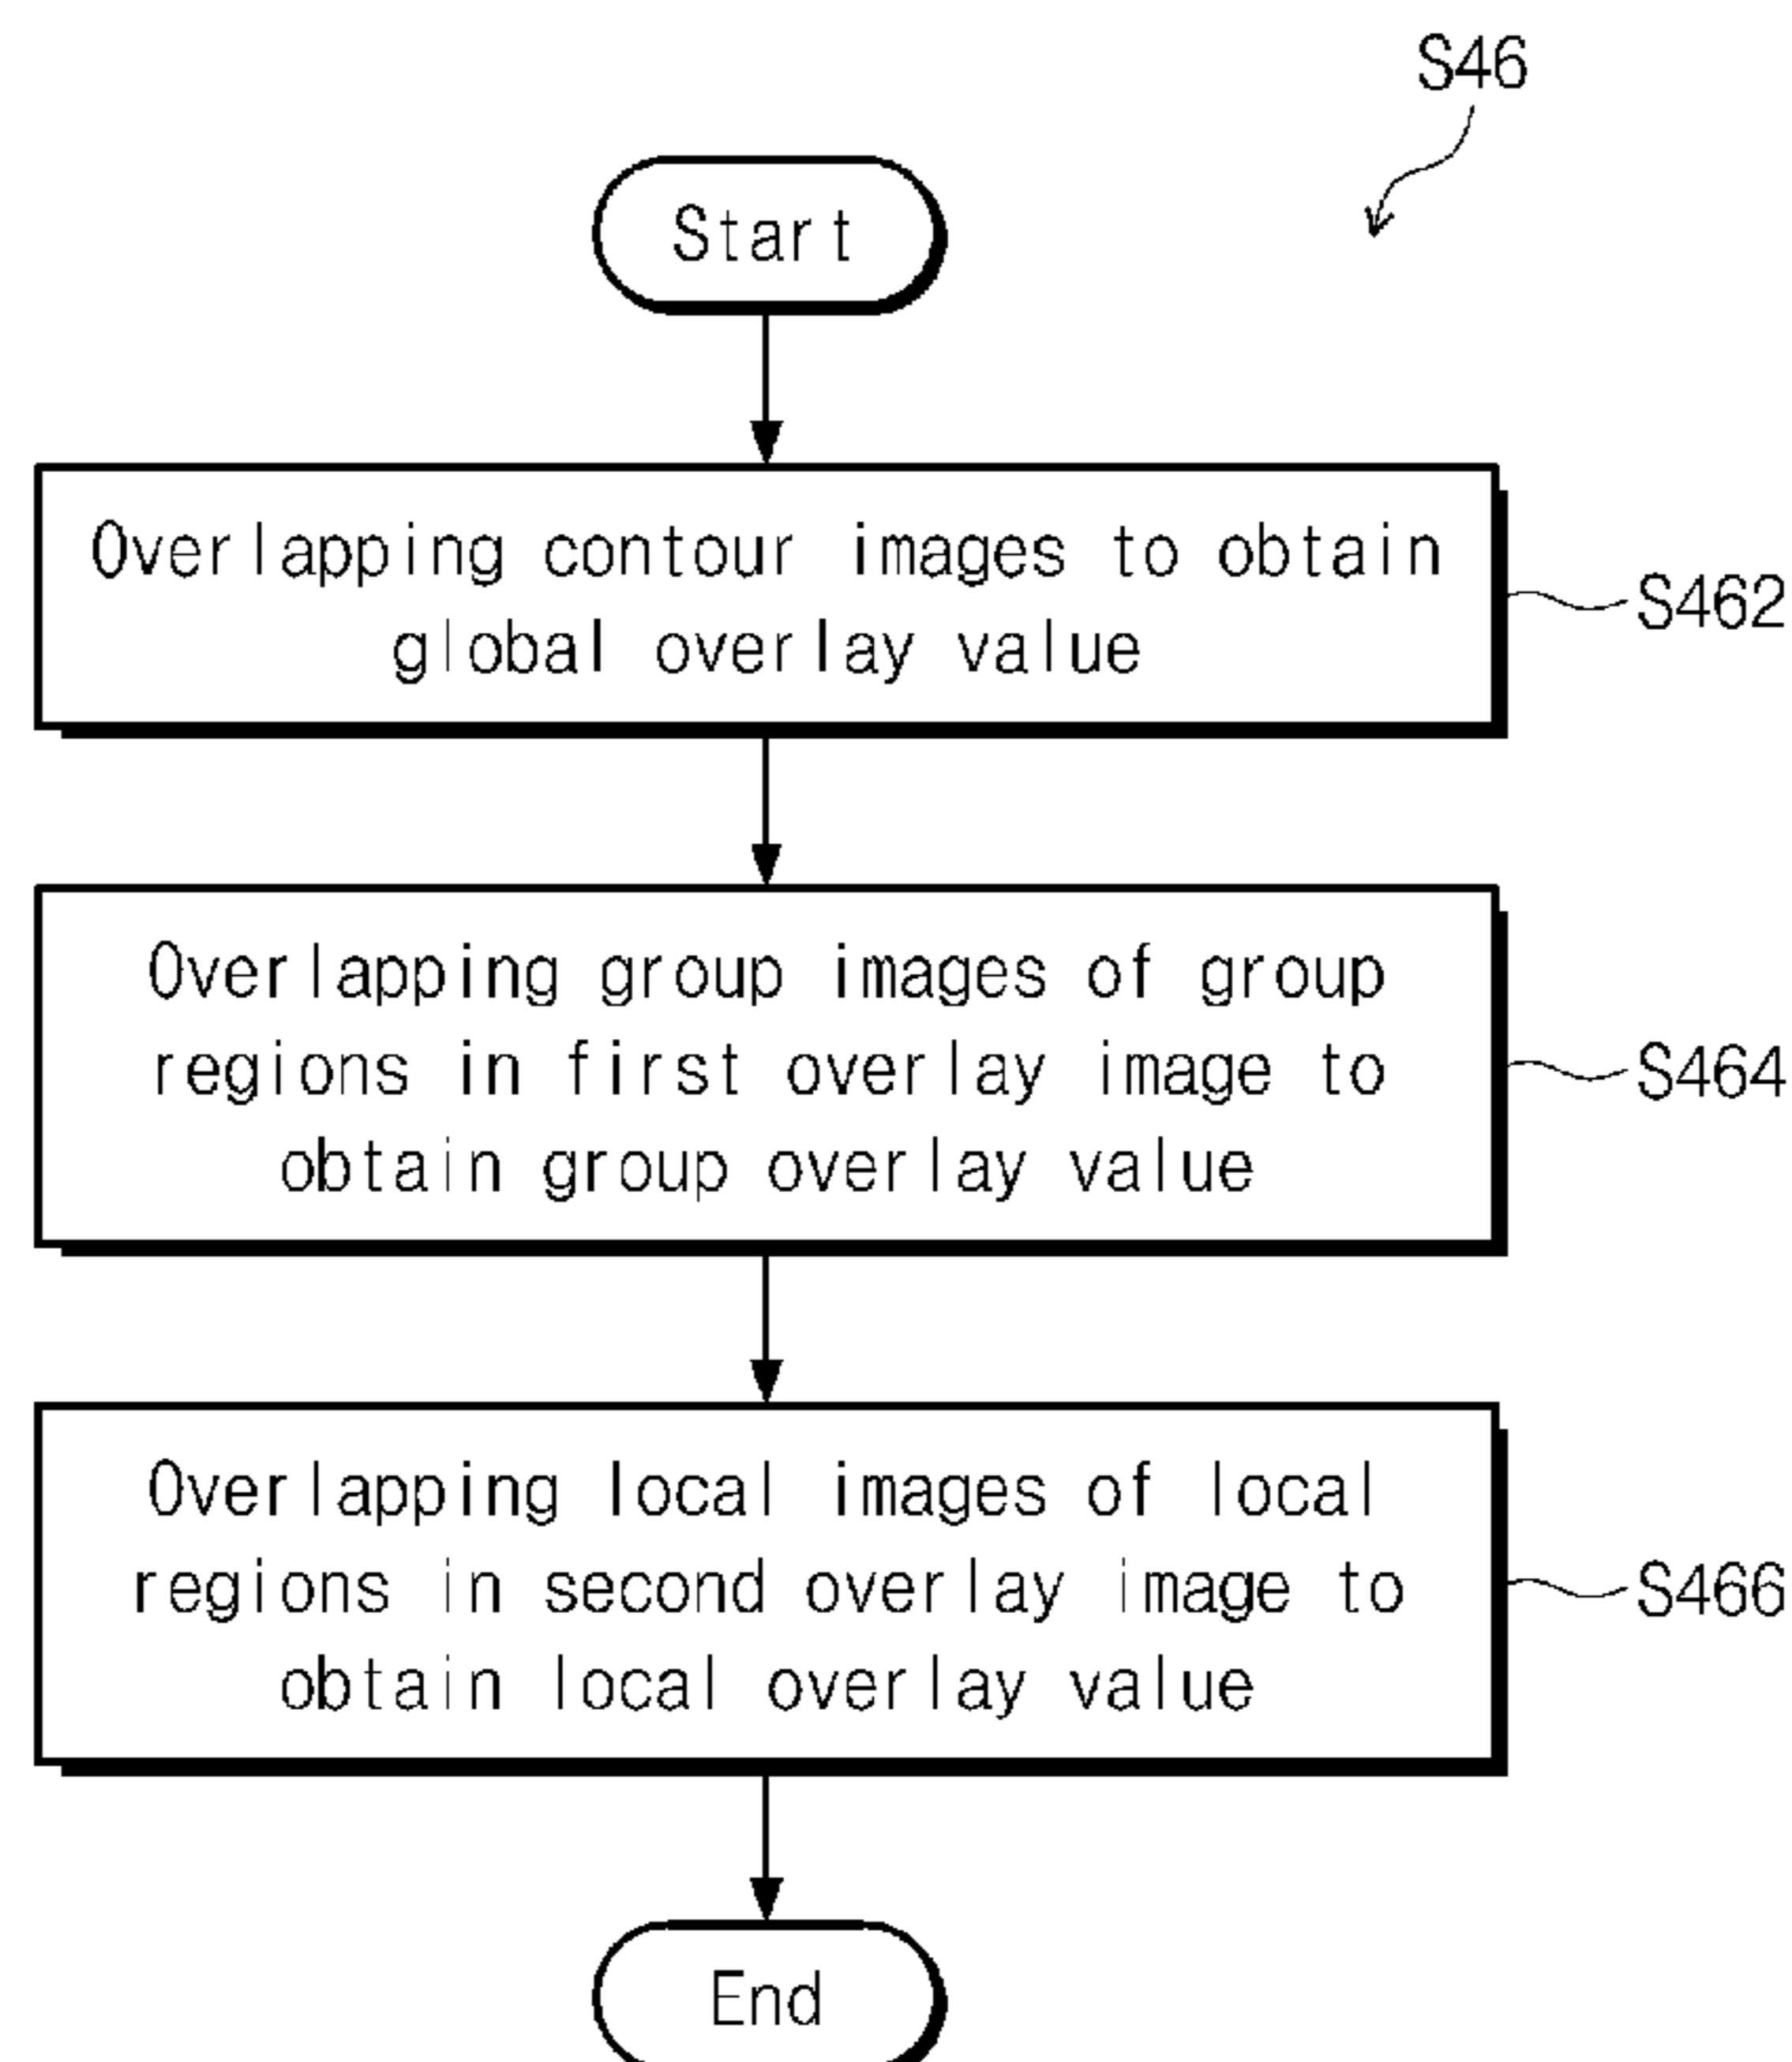 S46
Start
Overlapping contour images to obtain
global overlay value
S462
Overlapping group images of group
regions in first overlay image to
obtain group overlay value
S464
Overlapping local images of local
regions in second overlay image to
obtain local overlay value
S466
End